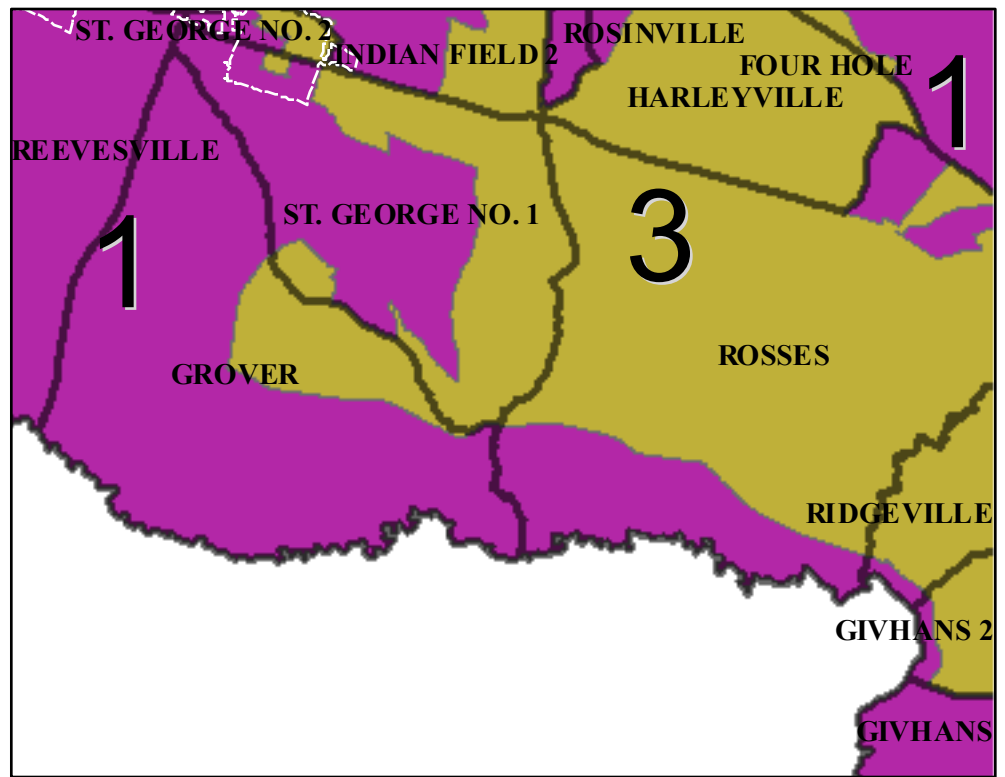 ST. GEORGE NO. 2
ROSINVILLE
INDIAN FIELD 2
FOUR HOLE
HARLEYVILLE
1
REEVESVILLE
ST. GEORGE NO. 1
3
1
ROSSES
GROVER
RIDGEVILLE
GIVHANS 2
GIVHANS